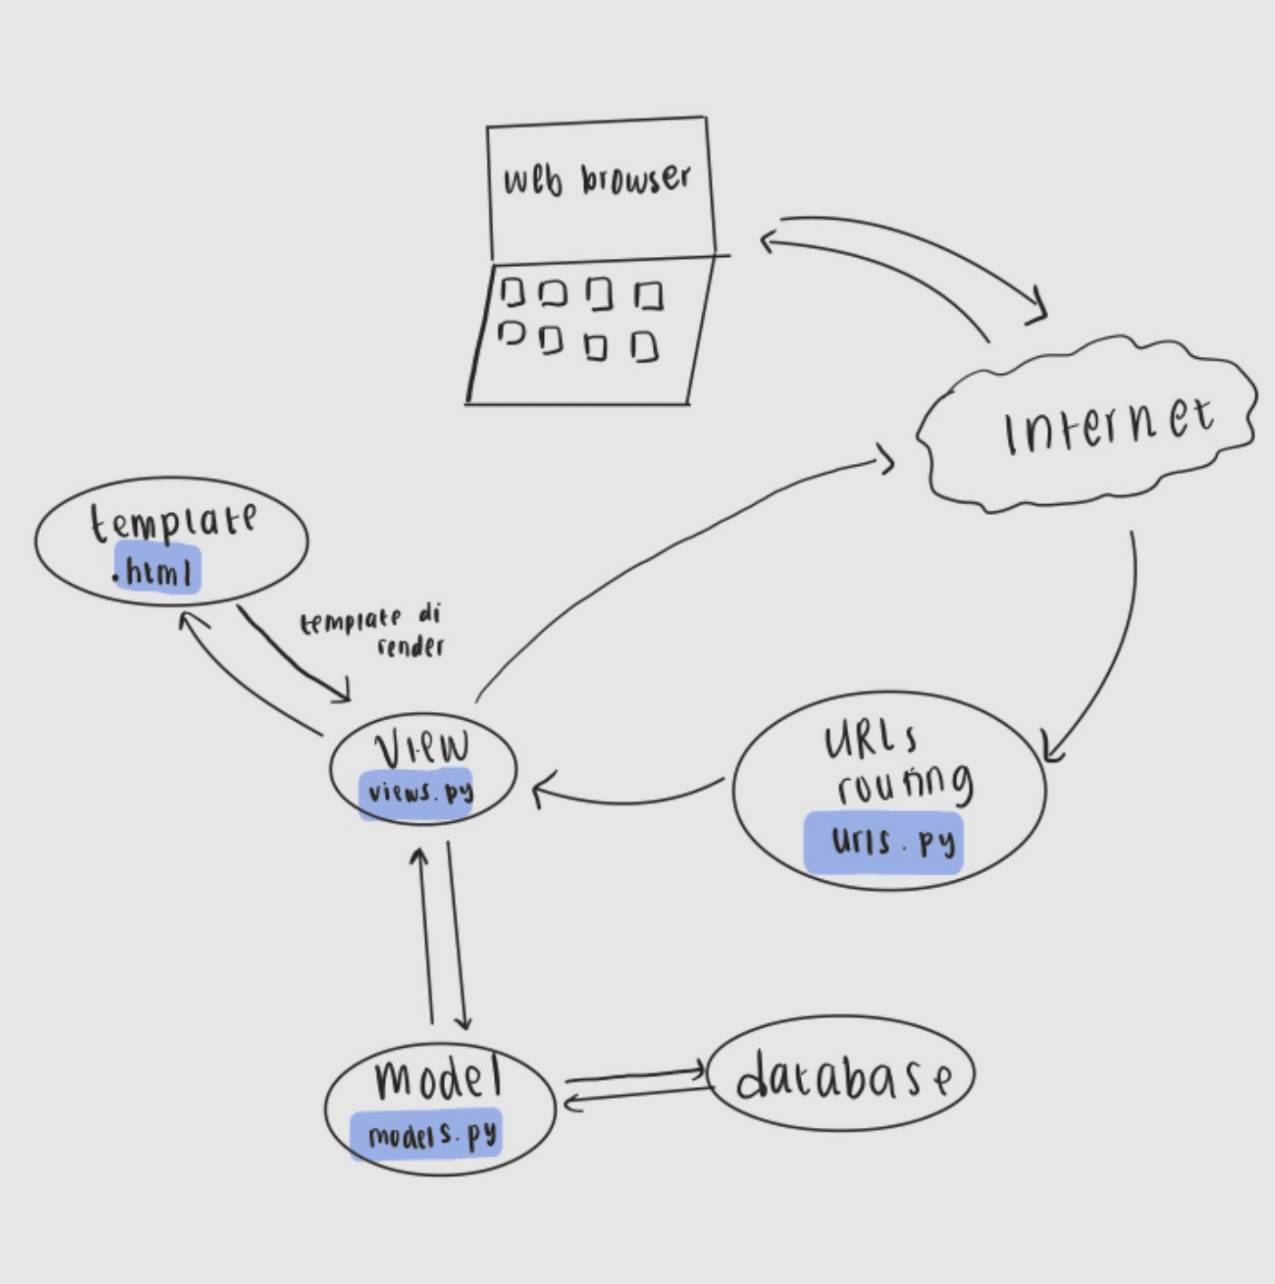 web browser
Internet
template
.html
template di
render
View
views.py
URLs
routing
urls.py
model
models.py
database